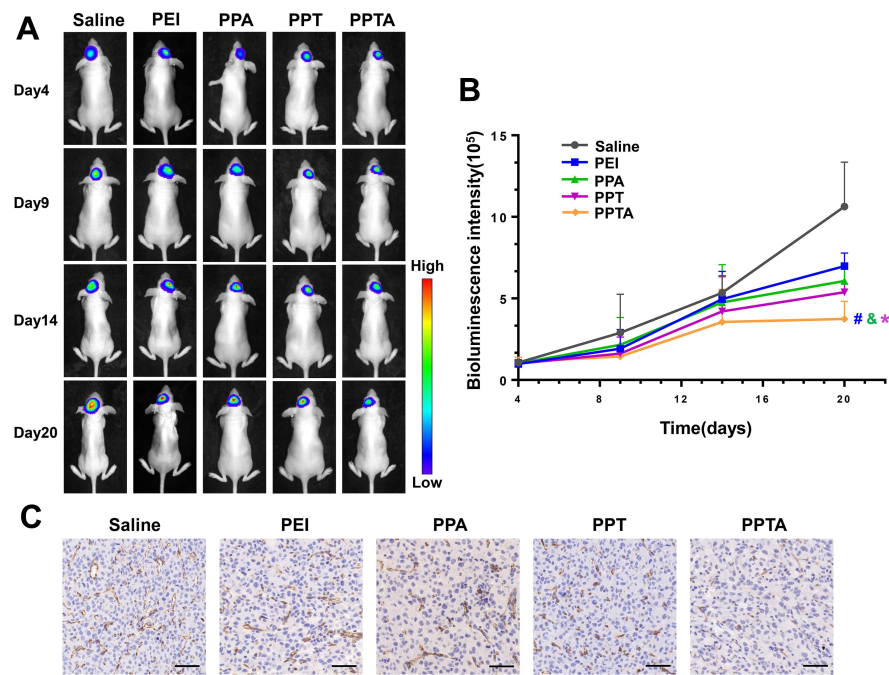 A
Saline PEI PPA PPT PPTA
Day4
Day9
Day14
Day20
High
Low
B
Bioluminescence intensity(10⁵)
15
10
5
0
4 8 12 16 20
Time(days)
Saline
PEI
PPA
PPT
PPTA
# & *
C
Saline PEI PPA PPT PPTA